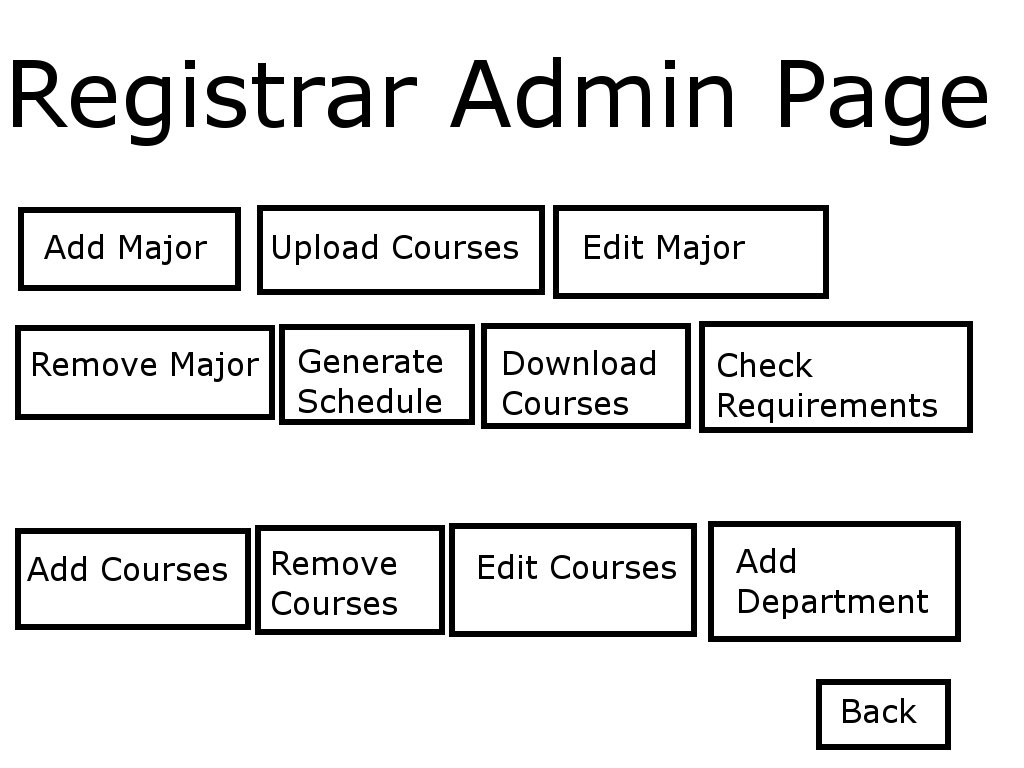 Registrar Admin Page
Add Major
Upload Courses
Edit Major
Remove Major
Generate
Schedule
Download
Courses
Check
Requirements
Add Courses
Remove
Courses
Edit Courses
Add
Department
Back